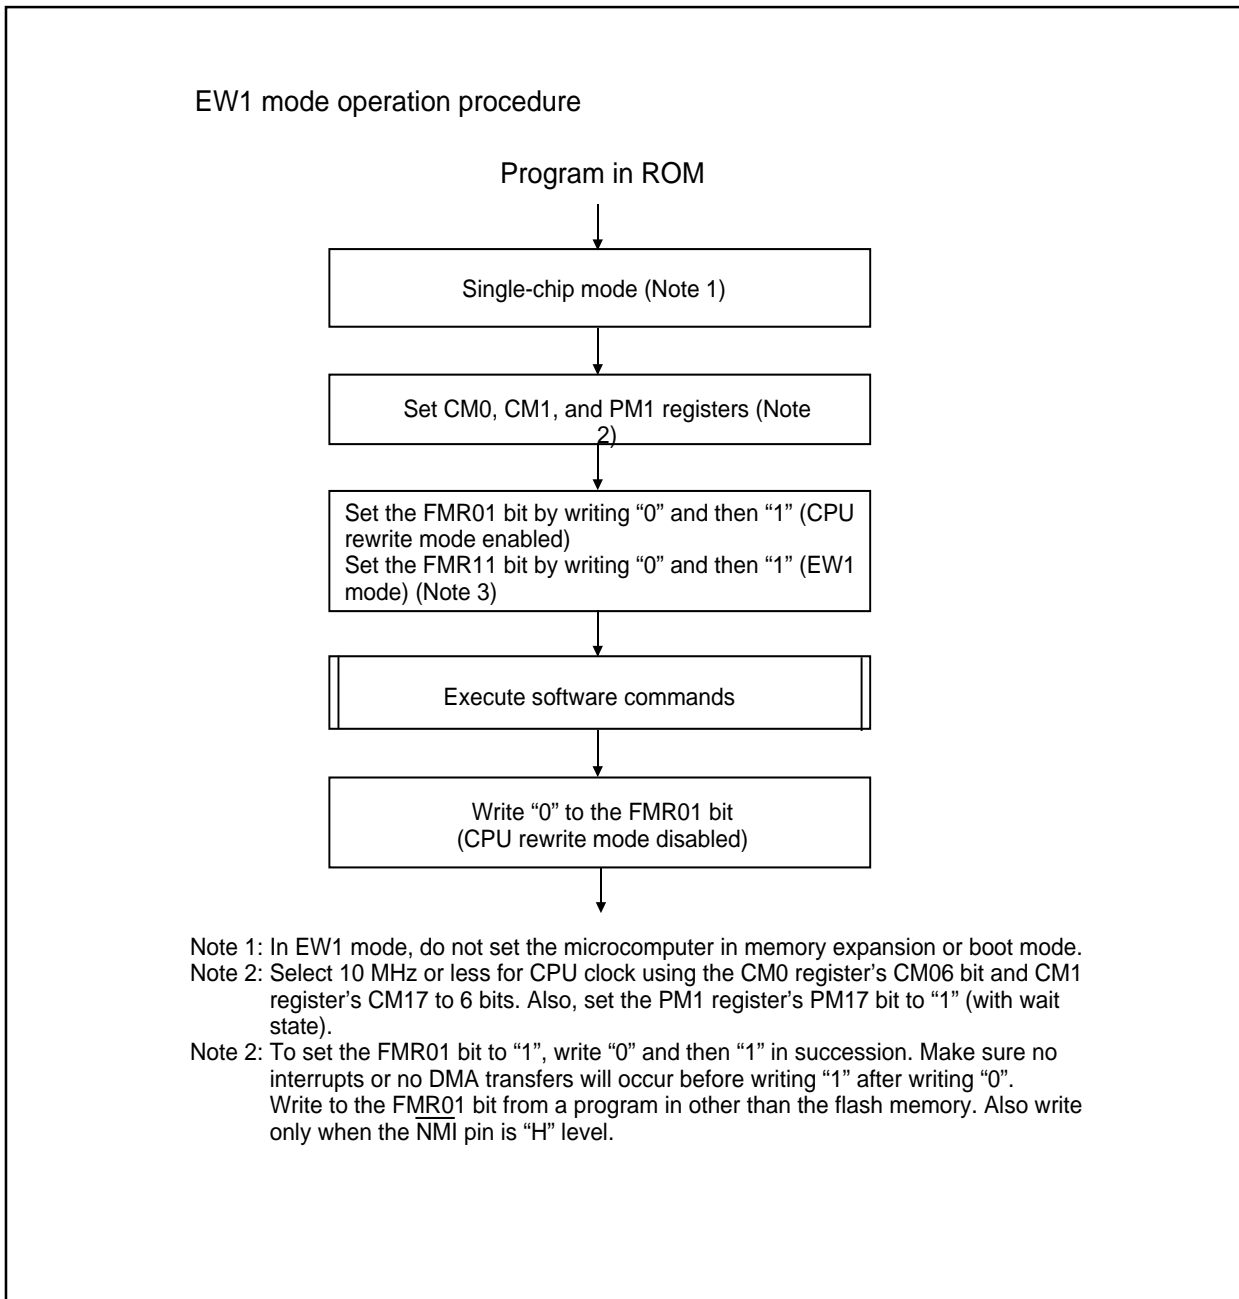 EW1 mode operation procedure
Program in ROM
Single-chip mode (Note 1)
Set CM0, CM1, and PM1 registers (Note
2)
Set the FMR01 bit by writing “0” and then “1” (CPU
rewrite mode enabled)
Set the FMR11 bit by writing “0” and then “1” (EW1
mode) (Note 3)
Execute software commands
Write “0” to the FMR01 bit
(CPU rewrite mode disabled)
Note 1: In EW1 mode, do not set the microcomputer in memory expansion or boot mode.
Note 2: Select 10 MHz or less for CPU clock using the CM0 register’s CM06 bit and CM1
register’s CM17 to 6 bits. Also, set the PM1 register’s PM17 bit to “1” (with wait
state).
Note 2: To set the FMR01 bit to “1”, write “0” and then “1” in succession. Make sure no
interrupts or no DMA transfers will occur before writing “1” after writing “0”.
Write to the FMR01 bit from a program in other than the flash memory. Also write
only when the NMI pin is “H” level.